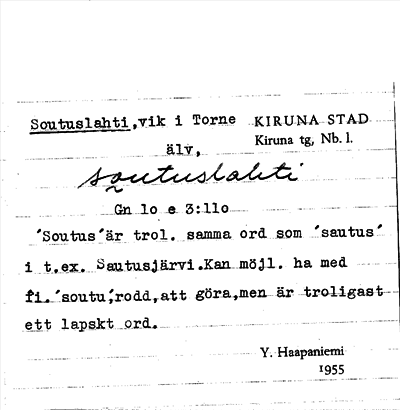 Soutuslahti,vik i Torne KIRUNA STAD
älv, Kiruna tg, Nb. l.
soutuslahti
Gn lo e 3:llo
´Soutus´är trol. samma ord som ´sautus´
i t.ex. Sautusjärvi.Kan möjl. ha med
fi.´soutu´,rodd,att göra,men är troligast
ett lapskt ord.
Y. Haapaniemi
1955